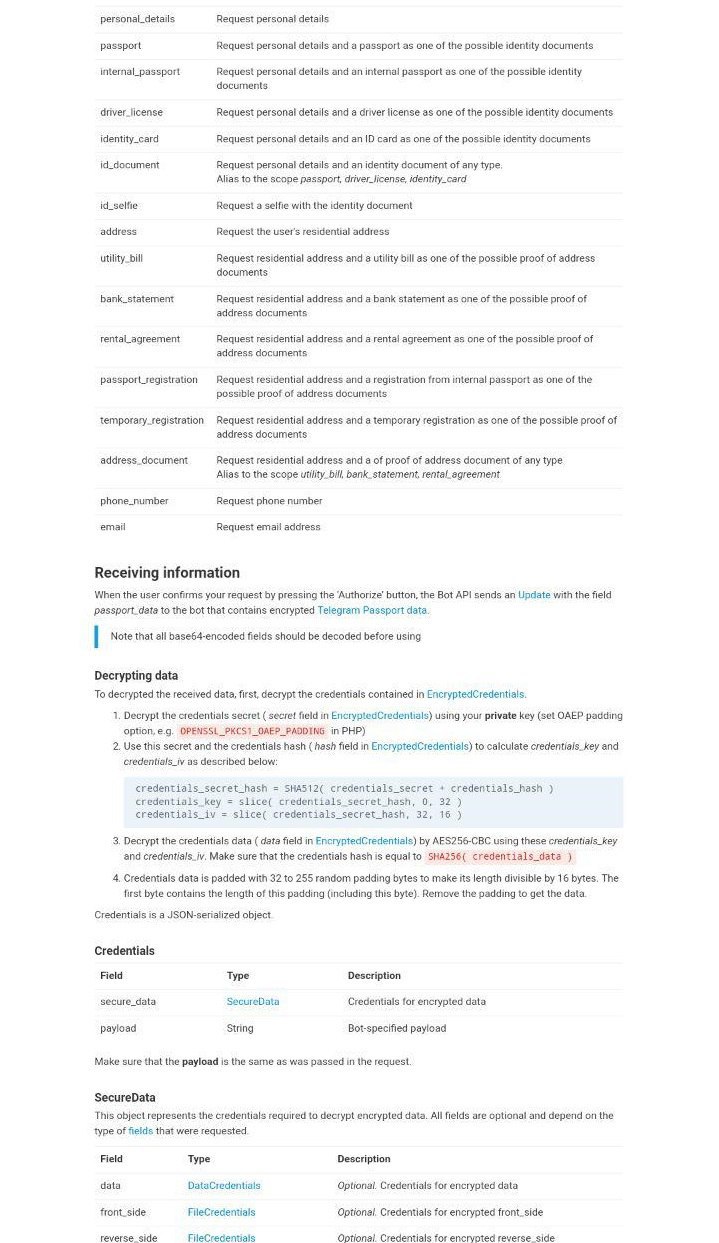 personal_details Request personal details
passport Request personal details and a passport as one of the possible identity documents
internal_passport Request personal details and an internal passport as one of the possible identity
documents
driver_license Request personal details and a driver license as one of the possible identity documents
identity_card Request personal details and an ID card as one of the possible identity documents
id_document Request personal details and an identity document of any type.
Alias to the scope passport, driver_license, identity_card
id_selfie Request a selfie with the identity document
address Request the user's residential address
utility_bill Request residential address and a utility bill as one of the possible proof of address
documents
bank_statement Request residential address and a bank statement as one of the possible proof of
address documents
rental_agreement Request residential address and a rental agreement as one of the possible proof of
address documents
passport_registration Request residential address and a registration from internal passport as one of the
possible proof of address documents
temporary_registration Request residential address and a temporary registration as one of the possible proof of
address documents
address_document Request residential address and a of proof of address document of any type
Alias to the scope utility_bill, bank_statement, rental_agreement
phone_number Request phone number
email Request email address
Receiving information
When the user confirms your request by pressing the 'Authorize' button, the Bot API sends an Update with the field
passport_data to the bot that contains encrypted Telegram Passport data.
Note that all base64-encoded fields should be decoded before using
Decrypting data
To decrypted the received data, first, decrypt the credentials contained in EncryptedCredentials.
1. Decrypt the credentials secret ( secret field in EncryptedCredentials) using your private key (set OAEP padding
option, e.g. OPENSSL_PKCS1_OAEP_PADDING in PHP)
2. Use this secret and the credentials hash ( hash field in EncryptedCredentials) to calculate credentials_key and
credentials_iv as described below:
credentials_secret_hash = SHA512( credentials_secret + credentials_hash )
credentials_key = slice( credentials_secret_hash, 0, 32 )
credentials_iv = slice( credentials_secret_hash, 32, 16 )
3. Decrypt the credentials data ( data field in EncryptedCredentials) by AES256-CBC using these credentials_key
and credentials_iv. Make sure that the credentials hash is equal to SHA256( credentials_data )
4. Credentials data is padded with 32 to 255 random padding bytes to make its length divisible by 16 bytes. The
first byte contains the length of this padding (including this byte). Remove the padding to get the data.
Credentials is a JSON-serialized object.
Credentials
Field Type Description
secure_data SecureData Credentials for encrypted data
payload String Bot-specified payload
Make sure that the payload is the same as was passed in the request.
SecureData
This object represents the credentials required to decrypt encrypted data. All fields are optional and depend on the
type of fields that were requested.
Field Type Description
data DataCredentials Optional. Credentials for encrypted data
front_side FileCredentials Optional. Credentials for encrypted front_side
reverse_side FileCredentials Optional. Credentials for encrypted reverse_side